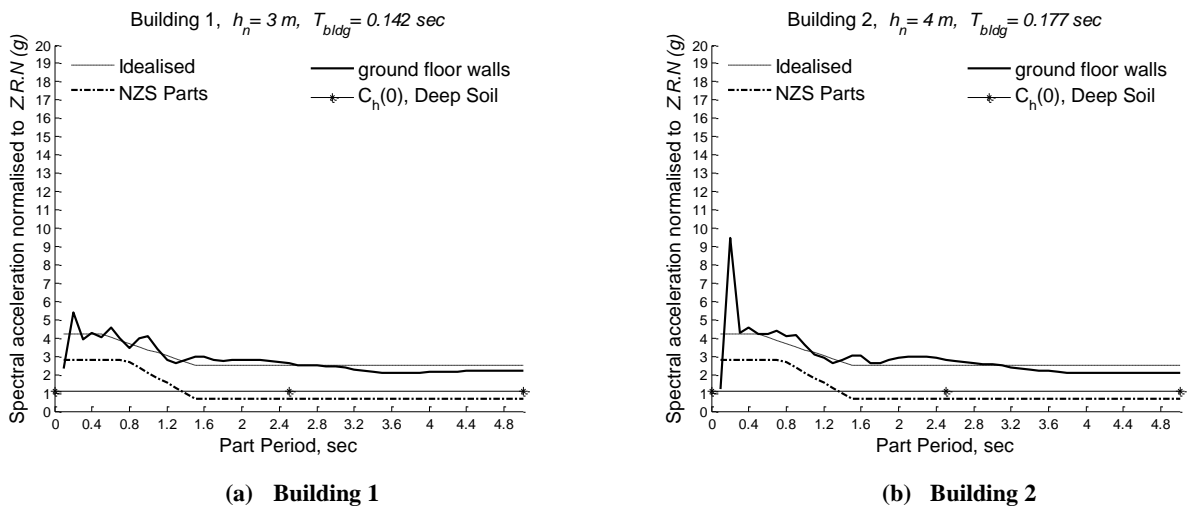 Building 1, h_n= 3 m, T_bldg= 0.142 sec
Spectral acceleration normalised to Z.R.N (g)
20
19
18
17
16
15
14
13
12
11
10
9
8
7
6
5
4
3
2
1
0
Idealised
NZS Parts
ground floor walls
C_h(0), Deep Soil
0 0.4 0.8 1.2 1.6 2 2.4 2.8 3.2 3.6 4 4.4 4.8
Part Period, sec
(a) Building 1
Building 2, h_n= 4 m, T_bldg= 0.177 sec
Spectral acceleration normalised to Z.R.N (g)
20
19
18
17
16
15
14
13
12
11
10
9
8
7
6
5
4
3
2
1
0
Idealised
NZS Parts
ground floor walls
C_h(0), Deep Soil
0 0.4 0.8 1.2 1.6 2 2.4 2.8 3.2 3.6 4 4.4 4.8
Part Period, sec
(b) Building 2